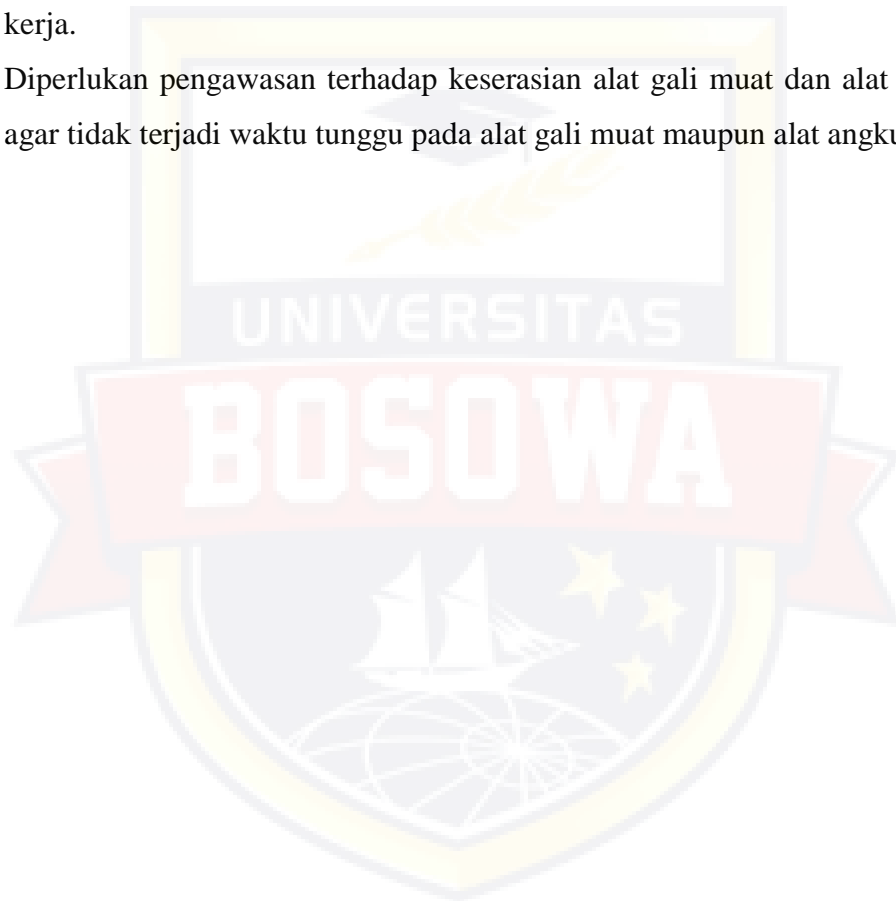 kerja.
Diperlukan pengawasan terhadap keserasian alat gali muat dan alat
agar tidak terjadi waktu tunggu pada alat gali muat maupun alat angku
UNIVERSITAS
BOSOWA